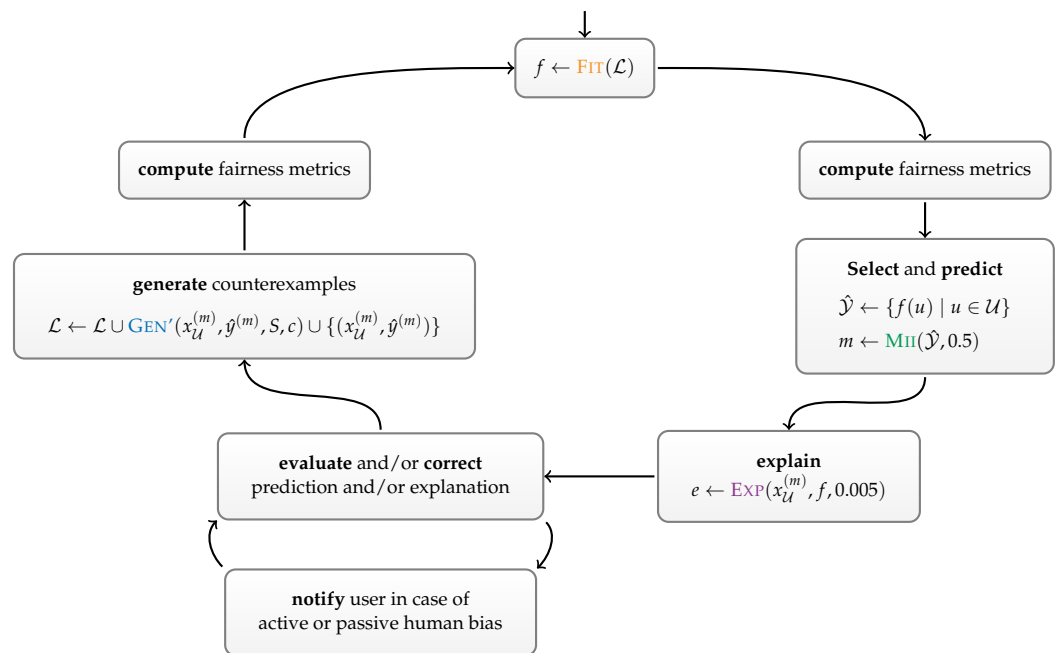 f ← FIT(ℒ)
compute fairness metrics
compute fairness metrics
Select and predict
𝒴̂ ← {f(u) | u ∈ 𝒰}
m ← MII(𝒴̂, 0.5)
explain
e ← EXP(x_𝒰^(m), f, 0.005)
evaluate and/or correct
prediction and/or explanation
notify user in case of
active or passive human bias
generate counterexamples
ℒ ← ℒ ∪ GEN'(x_𝒰^(m), ŷ^(m), S, c) ∪ {(x_𝒰^(m), ŷ^(m))}